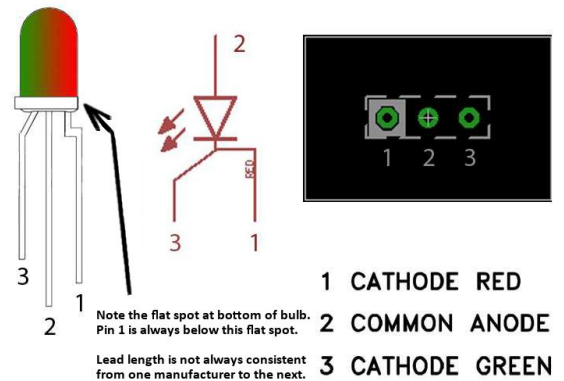 2
RED
3
1
1 2 3
3
2
1
Note the flat spot at bottom of bulb.
Pin 1 is always below this flat spot.
Lead length is not always consistent
from one manufacturer to the next.
1 CATHODE RED
2 COMMON ANODE
3 CATHODE GREEN